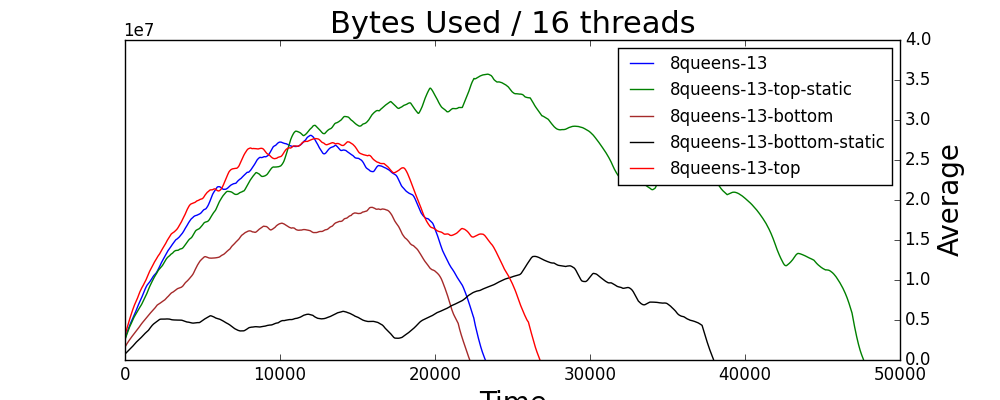 Bytes Used / 16 threads
1e7
4.0
3.5
3.0
2.5
2.0
1.5
1.0
0.5
0.0
Average
8queens-13
8queens-13-top-static
8queens-13-bottom
8queens-13-bottom-static
8queens-13-top
0 10000 20000 30000 40000 50000
Time